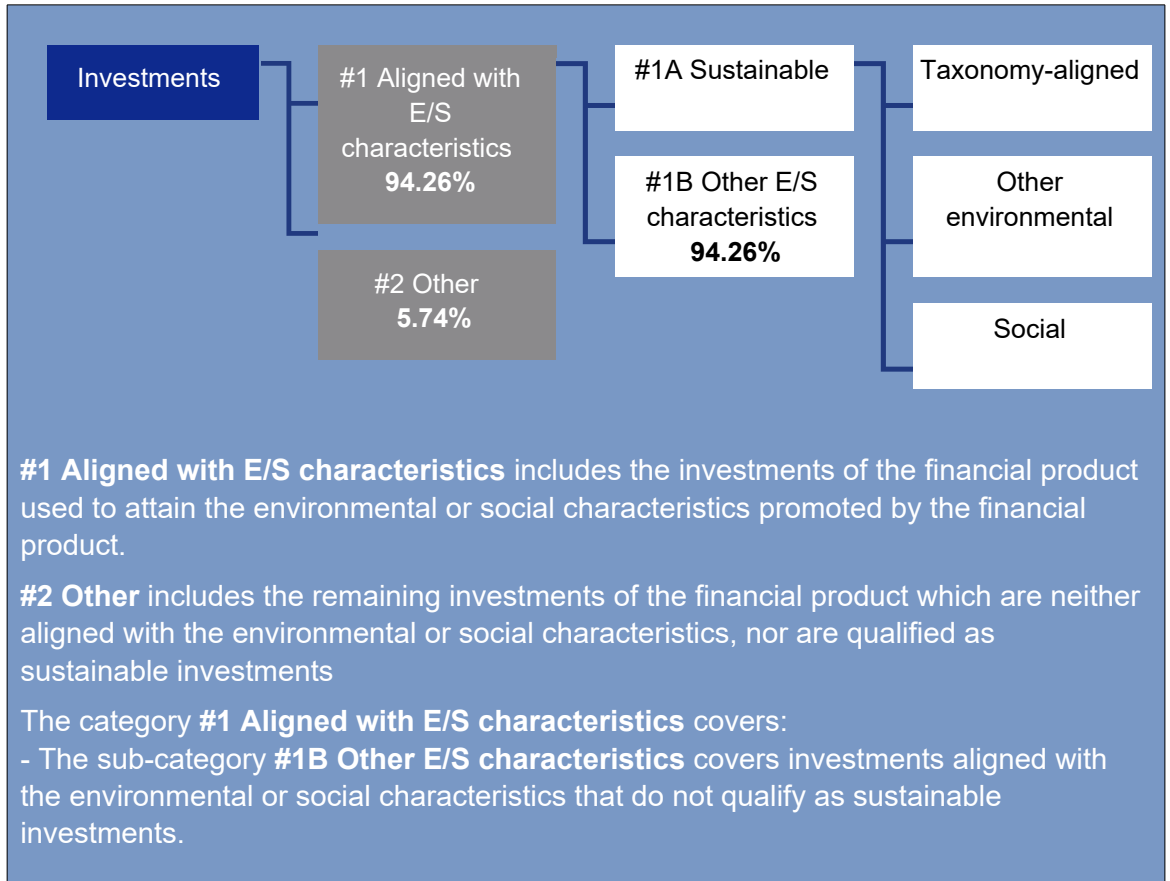 Investments
#1 Aligned with
E/S
characteristics
94.26%
#2 Other
5.74%
#1A Sustainable
#1B Other E/S
characteristics
94.26%
Taxonomy-aligned
Other
environmental
Social
#1 Aligned with E/S characteristics includes the investments of the financial product
used to attain the environmental or social characteristics promoted by the financial
product.
#2 Other includes the remaining investments of the financial product which are neither
aligned with the environmental or social characteristics, nor are qualified as
sustainable investments
The category #1 Aligned with E/S characteristics covers:
- The sub-category #1B Other E/S characteristics covers investments aligned with
the environmental or social characteristics that do not qualify as sustainable
investments.